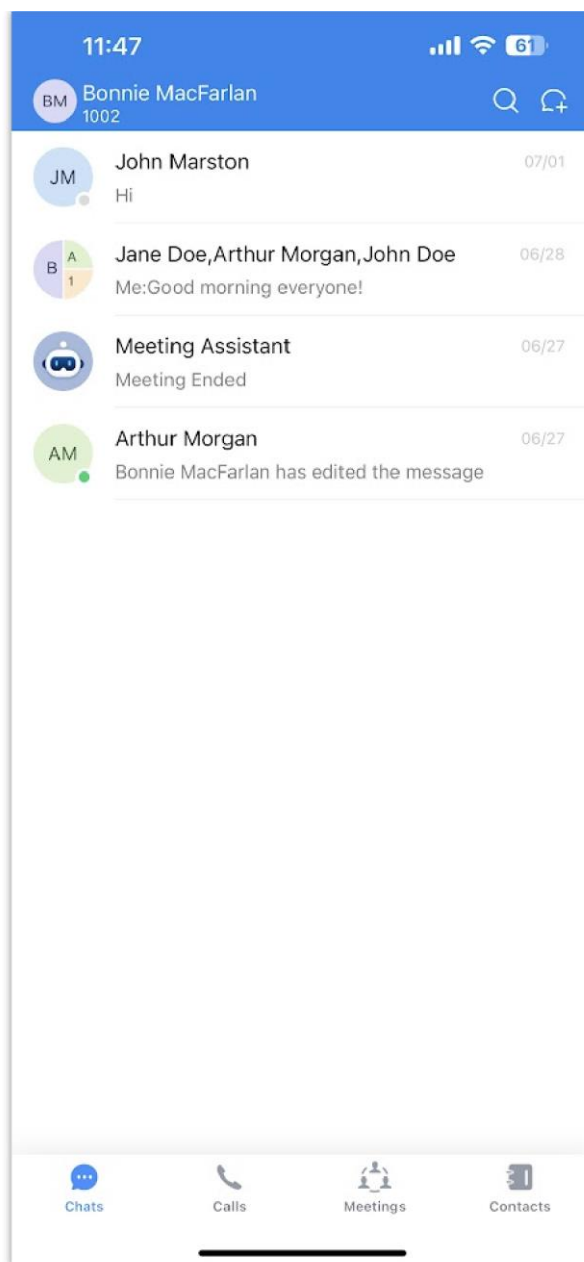 11:47
61
BM
Bonnie MacFarlan
1002
JM
John Marston
07/01
Hi
B
A
1
Jane Doe,Arthur Morgan,John Doe
06/28
Me:Good morning everyone!
Meeting Assistant
06/27
Meeting Ended
AM
Arthur Morgan
06/27
Bonnie MacFarlan has edited the message
Chats
Calls
Meetings
Contacts